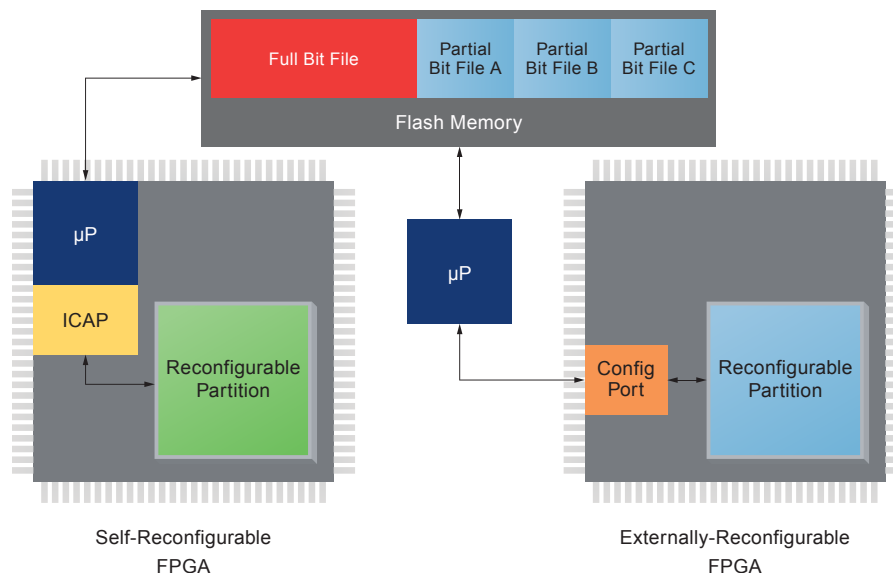 Full Bit File
Partial
Bit File A
Partial
Bit File B
Partial
Bit File C
Flash Memory
µP
ICAP
Reconfigurable
Partition
µP
Config
Port
Reconfigurable
Partition
Self-Reconfigurable
FPGA
Externally-Reconfigurable
FPGA